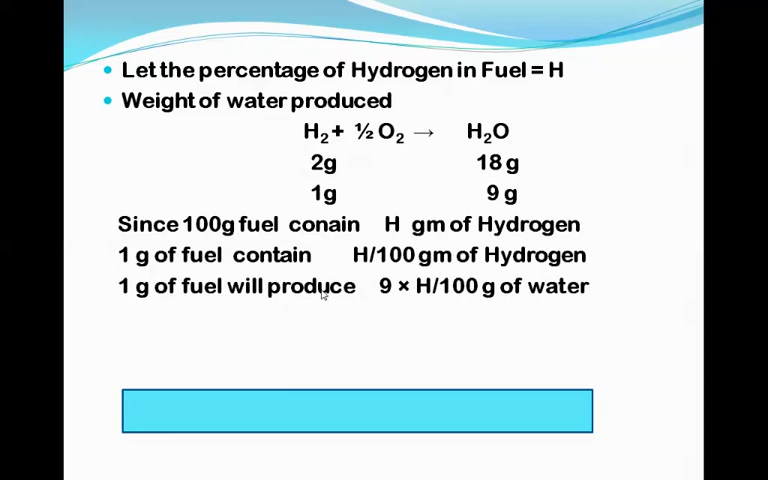 Let the percentage of Hydrogen in Fuel = H
Weight of water produced
H₂ + ½ O₂ → H₂O
2g 18 g
1g 9 g
Since 100g fuel conain H gm of Hydrogen
1 g of fuel contain H/100 gm of Hydrogen
1 g of fuel will produce 9 × H/100 g of water